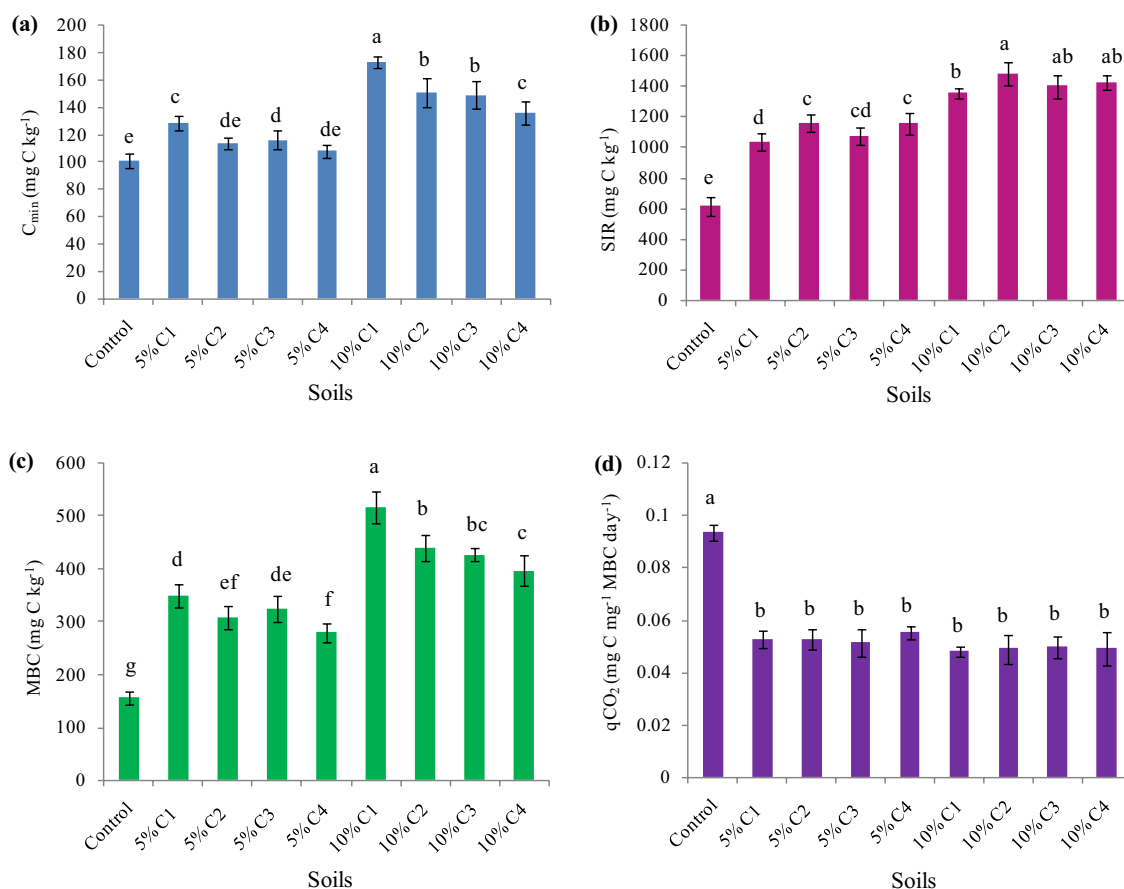 (a)
200
180
160
140
120
100
80
60
40
20
0
Cmin (mg C kg-1)
e
c
de
d
de
a
b
b
c
Control
5% C1
5% C2
5% C3
5% C4
10% C1
10% C2
10% C3
10% C4
Soils
(b)
1800
1600
1400
1200
1000
800
600
400
200
0
SIR (mg C kg-1)
e
d
c
cd
c
b
a
ab
ab
Control
5% C1
5% C2
5% C3
5% C4
10% C1
10% C2
10% C3
10% C4
Soils
(c)
600
500
400
300
200
100
0
MBC (mg C kg-1)
g
d
ef
de
f
a
b
bc
c
Control
5% C1
5% C2
5% C3
5% C4
10% C1
10% C2
10% C3
10% C4
Soils
(d)
0.12
0.1
0.08
0.06
0.04
0.02
0
qCO2 (mg C mg-1 MBC day-1)
a
b
b
b
b
b
b
b
b
Control
5% C1
5% C2
5% C3
5% C4
10% C1
10% C2
10% C3
10% C4
Soils